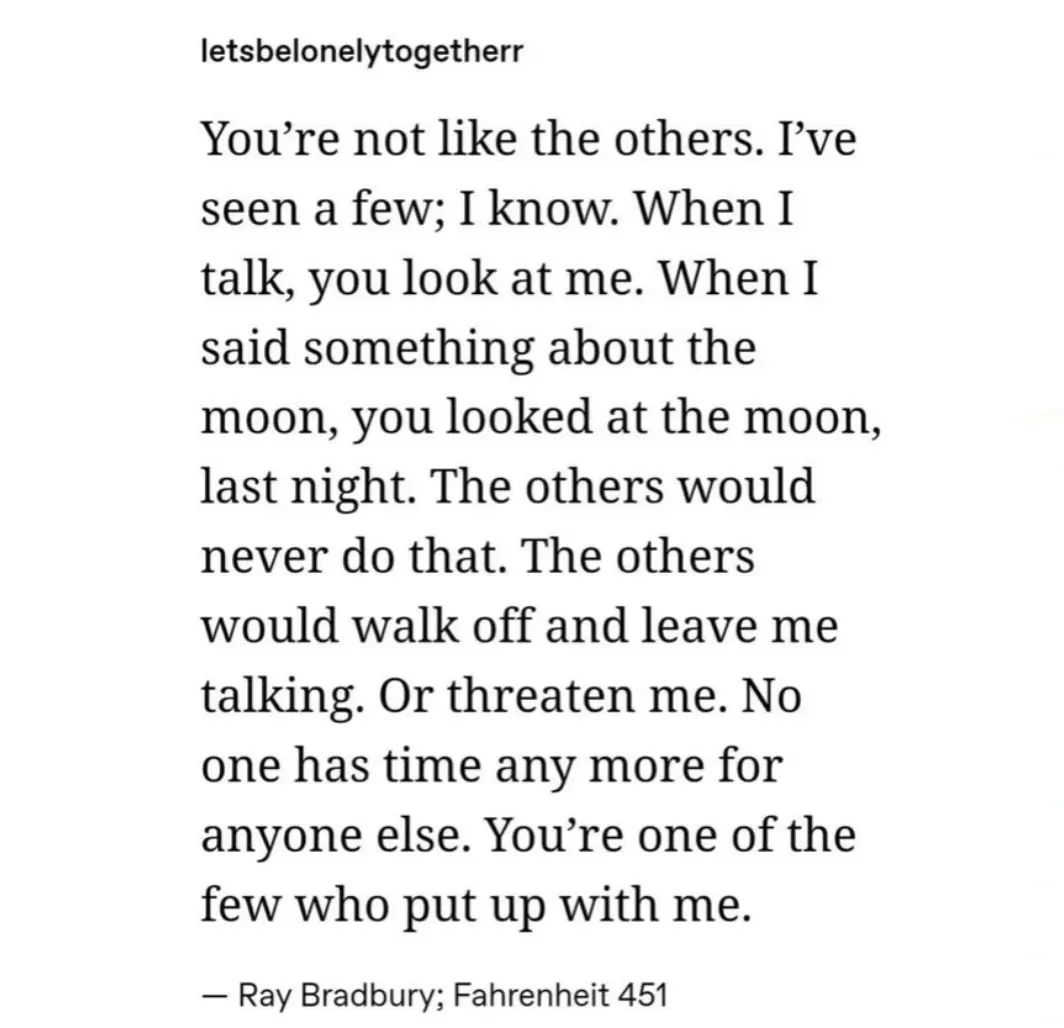 letsbelonelytogetherr
You’re not like the others. I’ve
seen a few; I know. When I
talk, you look at me. When I
said something about the
moon, you looked at the moon,
last night. The others would
never do that. The others
would walk off and leave me
talking. Or threaten me. No
one has time any more for
anyone else. You’re one of the
few who put up with me.
— Ray Bradbury; Fahrenheit 451